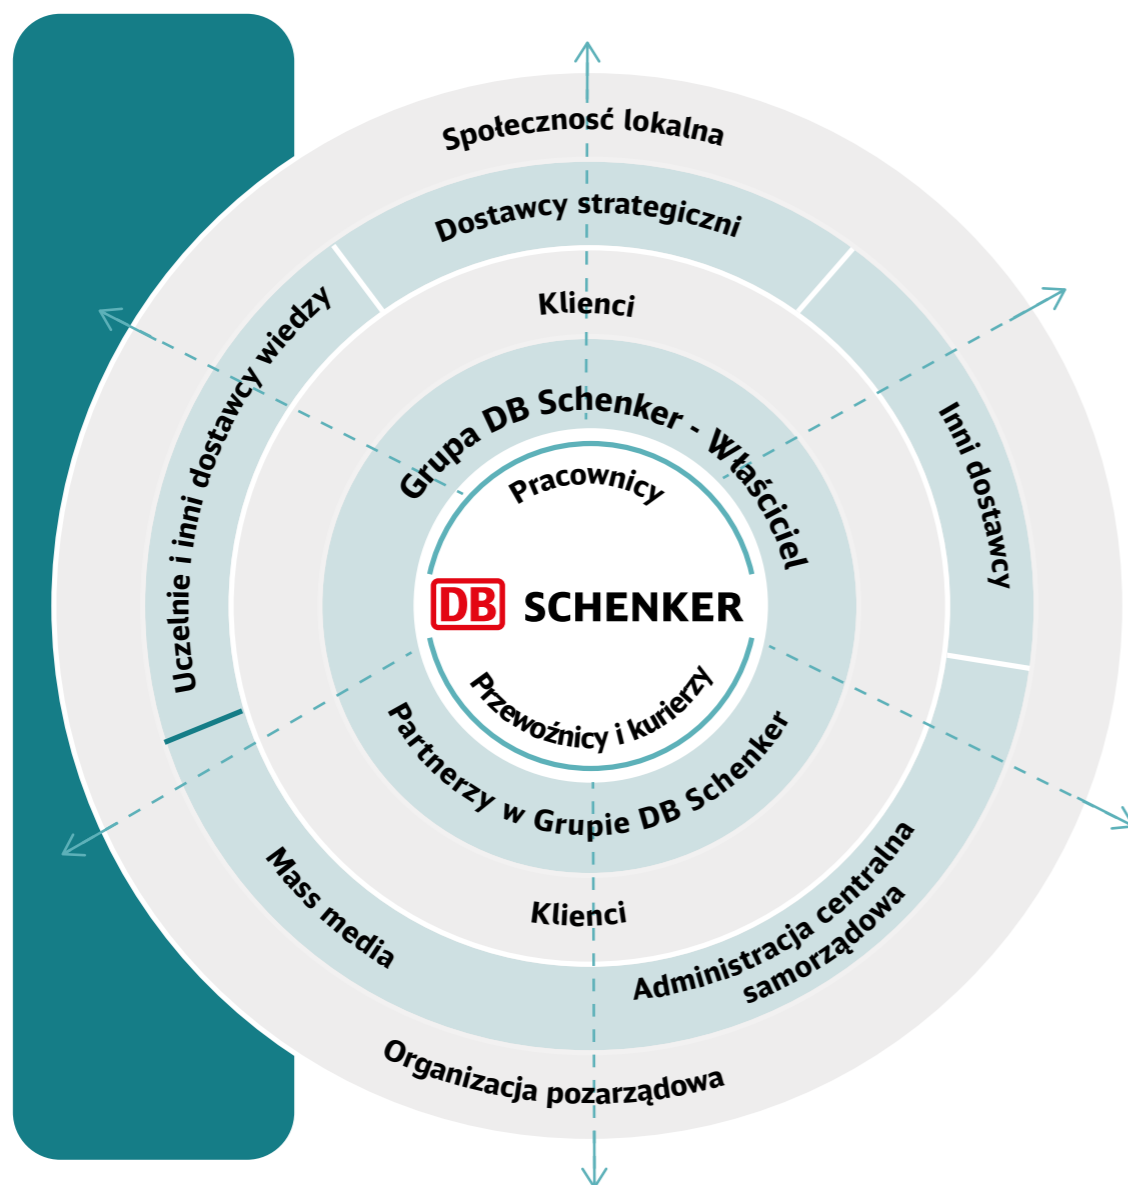 Społecznosć lokalna
Dostawcy strategiczni
Klienci
Grupa DB Schenker - Właściciel
Pracownicy
Uczelnie i inni dostawcy wiedzy
Inni dostawcy
DB SCHENKER
Przewoźnicy i kurierzy
Partnerzy w Grupie DB Schenker
Klienci
Mass media
Administracja centralna
samorządowa
Organizacja pozarządowa